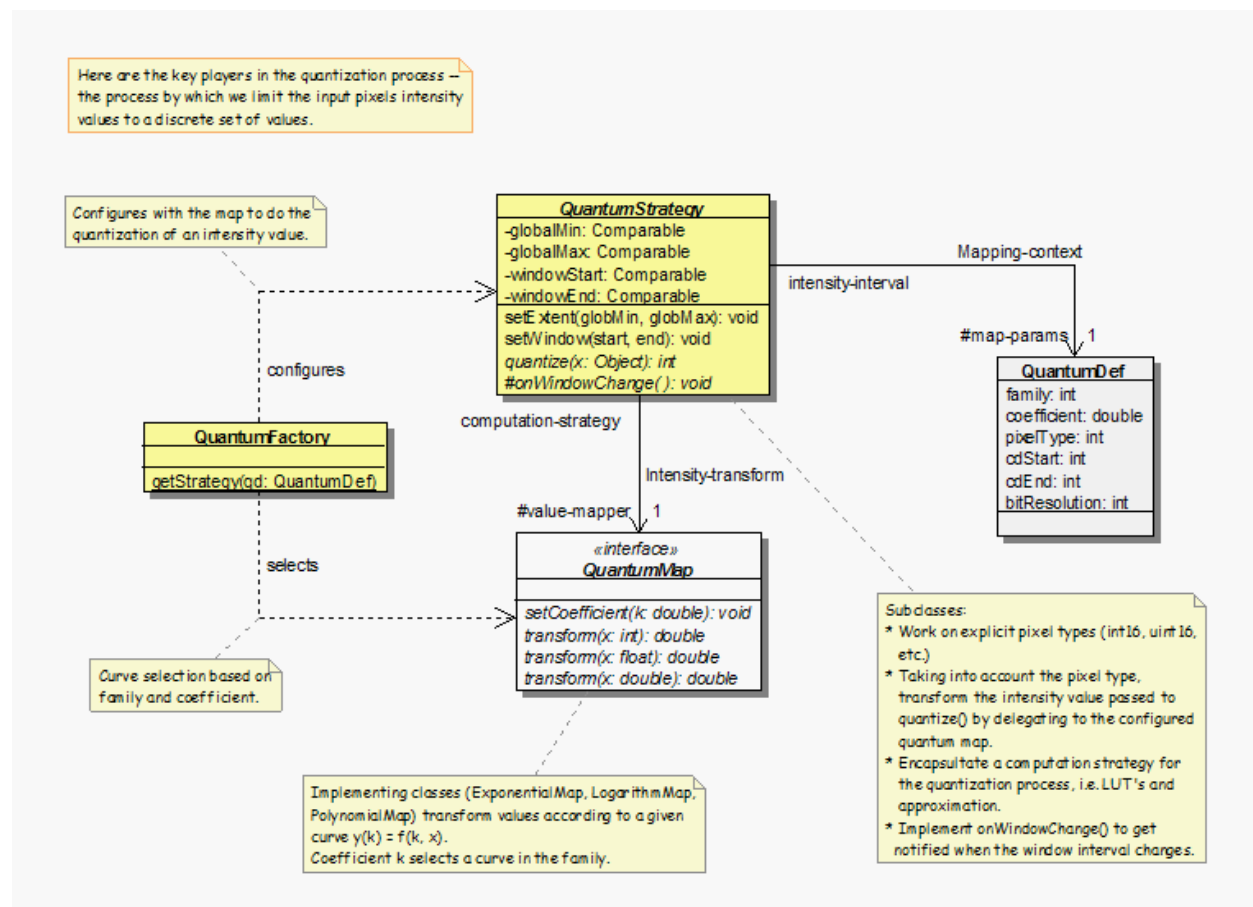 Here are the key players in the quantization process --
the process by which we limit the input pixels intensity
values to a discrete set of values.
Configures with the map to do the
quantization of an intensity value.
QuantumStrategy
-globalMin: Comparable
-globalMax: Comparable
-windowStart: Comparable
-windowEnd: Comparable
setExtent(globMin, globMax): void
setWindow(start, end): void
quantize(x: Object): int
#onWindowChange( ): void
Mapping-context
intensity-interval
#map-params
1
QuantumDef
family: int
coefficient: double
pixelType: int
cdStart: int
cdEnd: int
bitResolution: int
configures
computation-strategy
QuantumFactory
getStrategy(qd: QuantumDef)
Intensity-transform
#value-mapper
1
selects
«interface»
QuantumMap
setCoefficient(k: double): void
transform(x: int): double
transform(x: float): double
transform(x: double): double
Curve selection based on
family and coefficient.
Subclasses:
* Work on explicit pixel types (int16, uint16,
etc.)
* Taking into account the pixel type,
transform the intensity value passed to
quantize() by delegating to the configured
quantum map.
* Encapsultate a computation strategy for
the quantization process, i.e. LUT's and
approximation.
* Implement onWindowChange() to get
notified when the window interval changes.
Implementing classes (ExponentialMap, LogarithmMap,
PolynomialMap) transform values according to a given
curve y(k) = f(k, x).
Coefficient k selects a curve in the family.